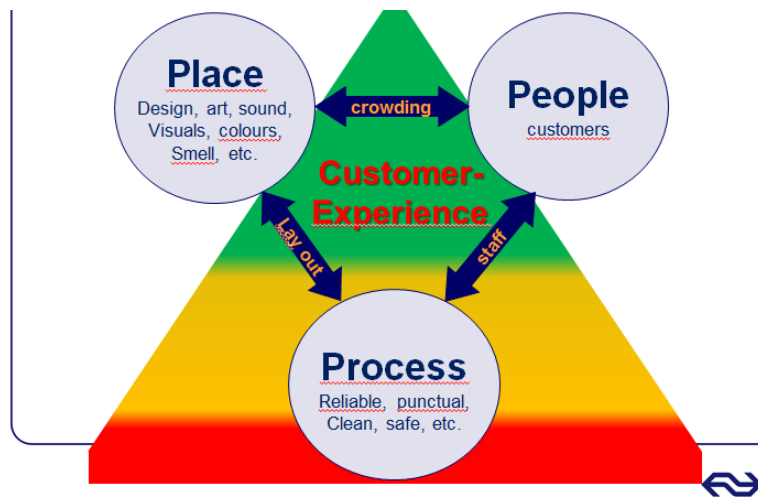 Place
Design, art, sound,
Visuals, colours,
Smell, etc.
crowding
People
customers
Customer-
Experience
Lay out
staff
Process
Reliable, punctual,
Clean, safe, etc.